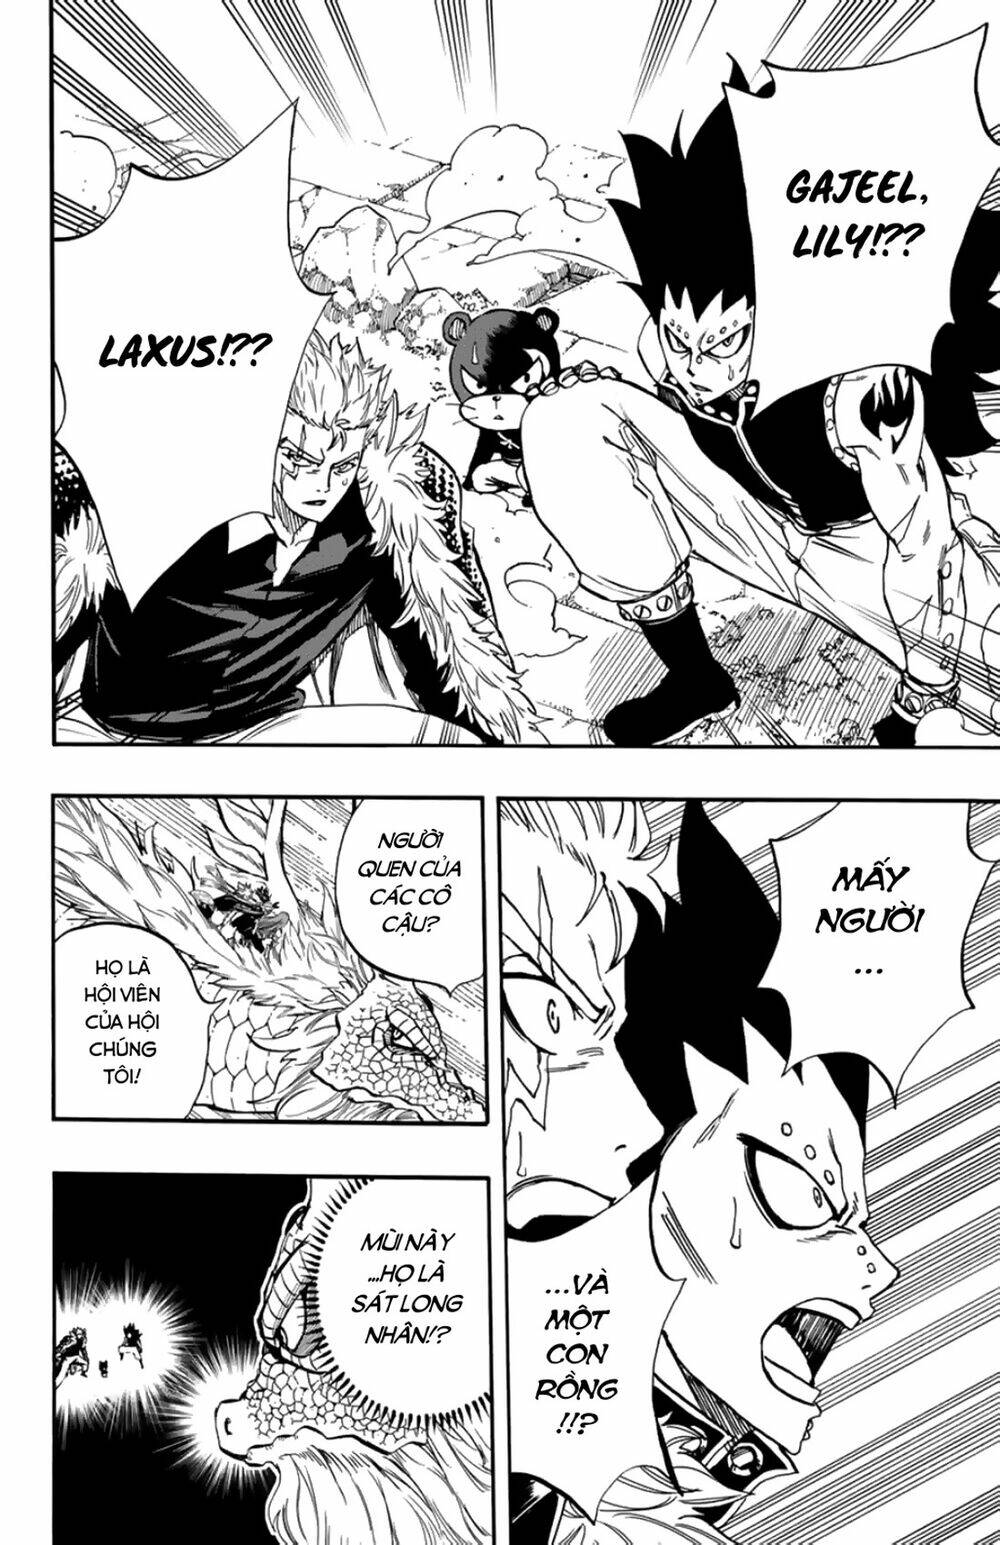 GAJEEL,
LILY!??
LAXUS!??
MẤY
NGƯỜI
...
...VÀ
MỘT
CON
RỒNG
!!?
NGƯỜI
QUEN CỦA
CÁC CÔ
CẬU?
HỌ LÀ
HỘI VIÊN
CỦA HỘI
CHÚNG
TÔI!
MÙI NÀY
...HỌ LÀ
SÁT LONG
NHÂN!?